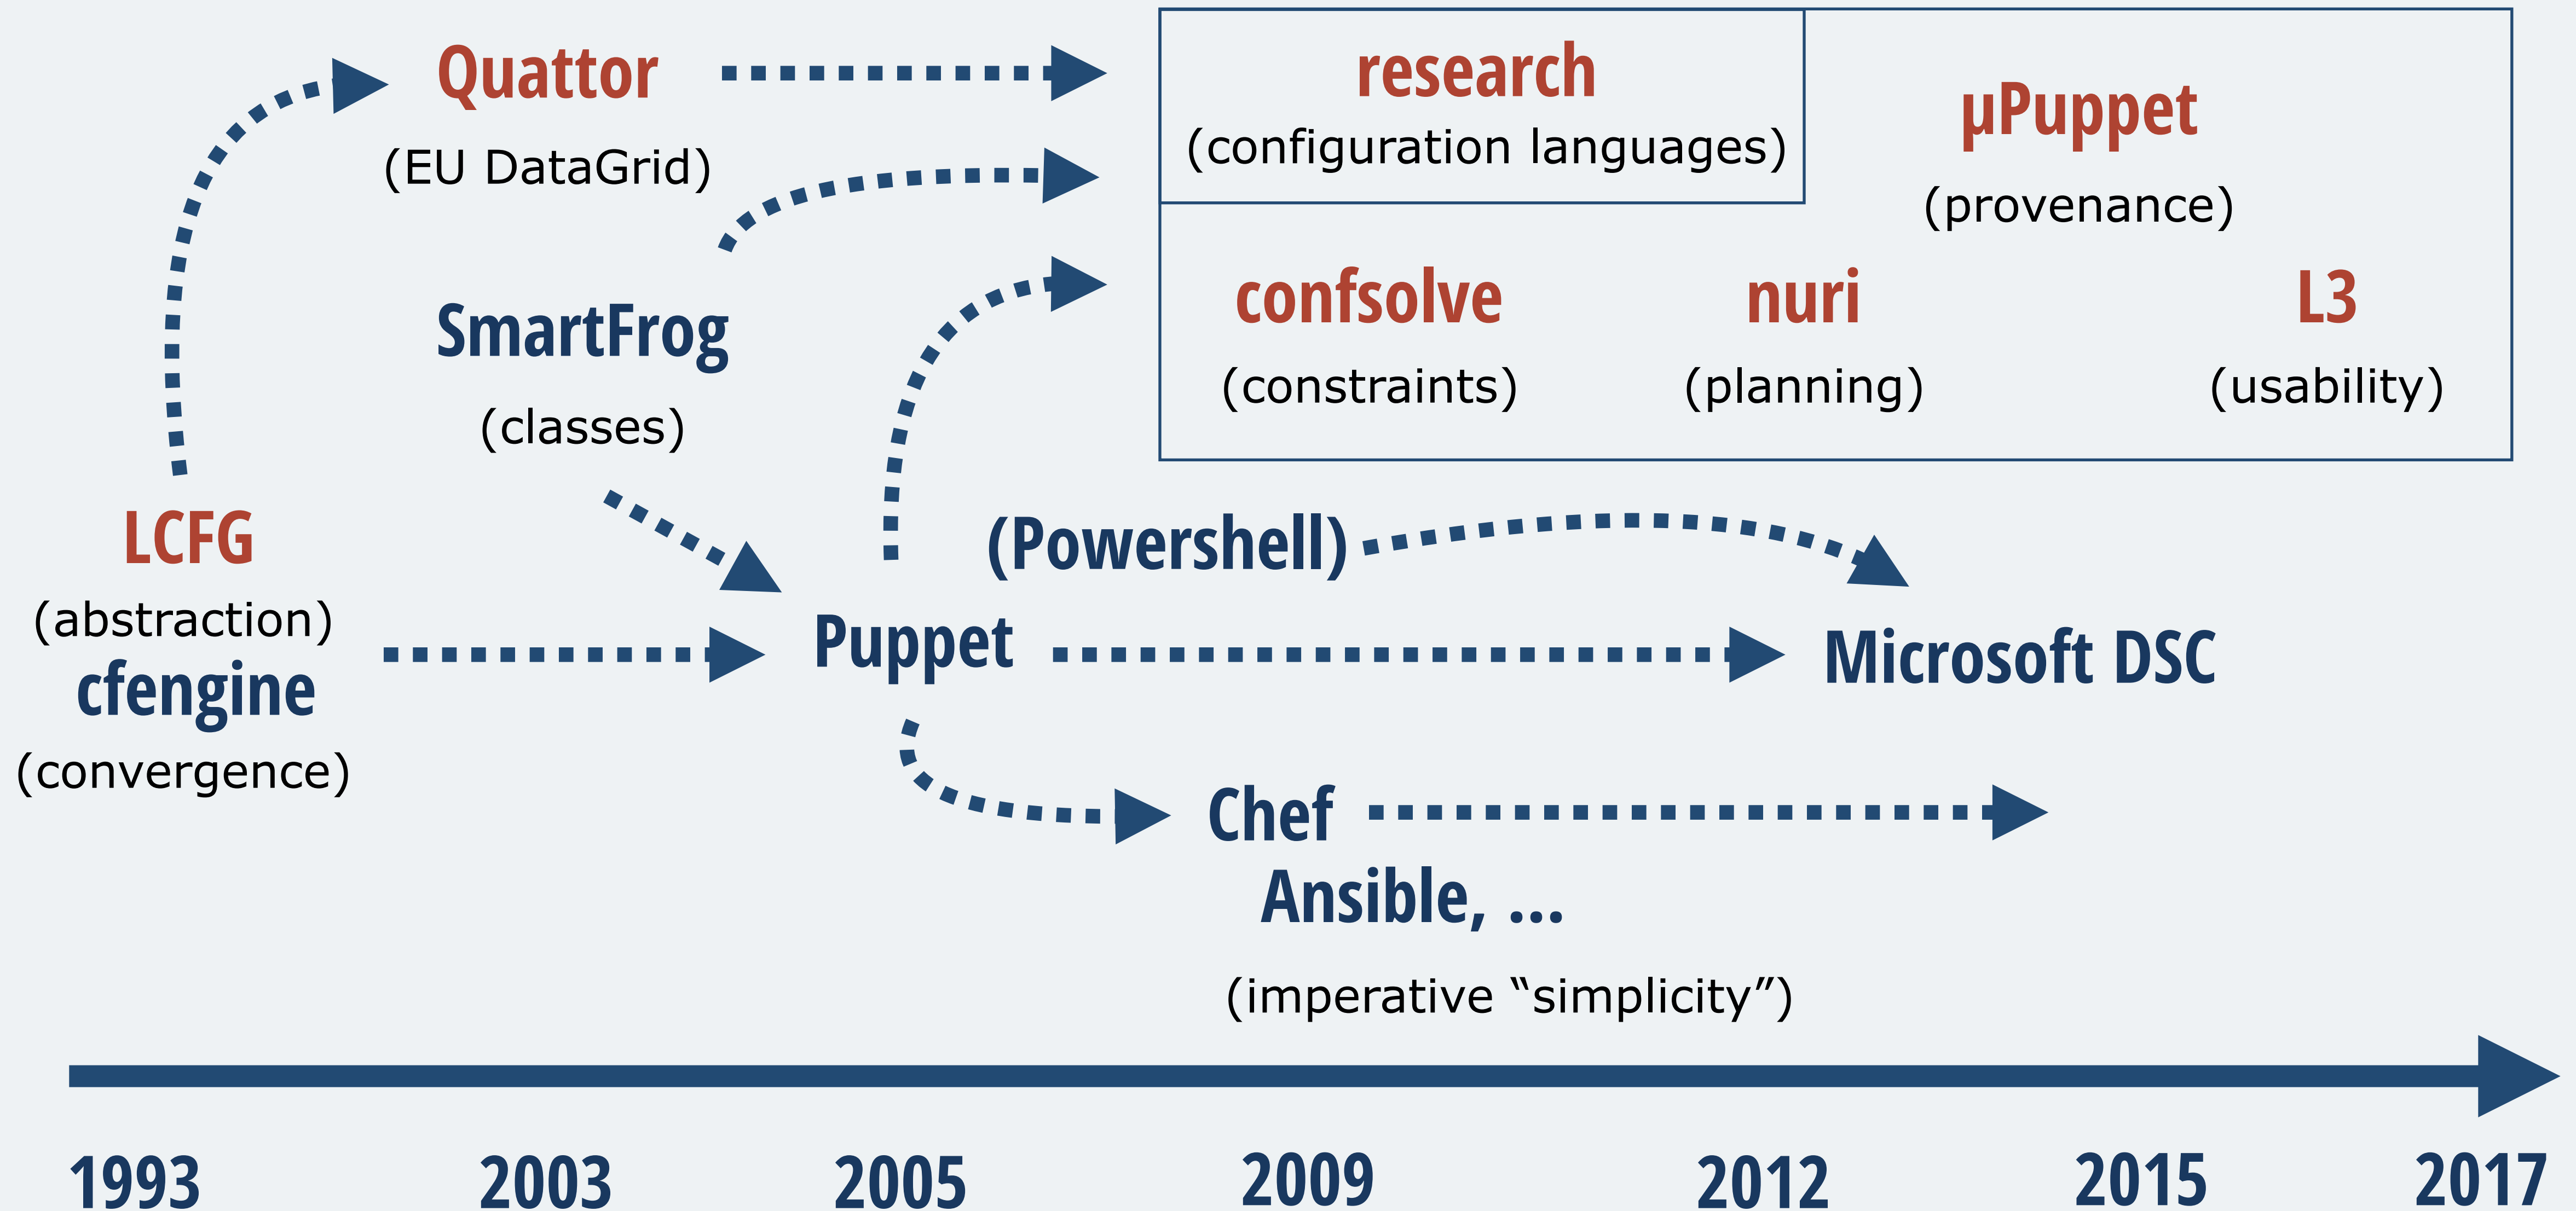 Quattor
(EU DataGrid)
research
(configuration languages)
µPuppet
(provenance)
SmartFrog
(classes)
confsolve
(constraints)
nuri
(planning)
L3
(usability)
LCFG
(abstraction)
cfengine
(convergence)
(Powershell)
Puppet
Microsoft DSC
Chef
Ansible, ...
(imperative “simplicity”)
1993
2003
2005
2009
2012
2015
2017